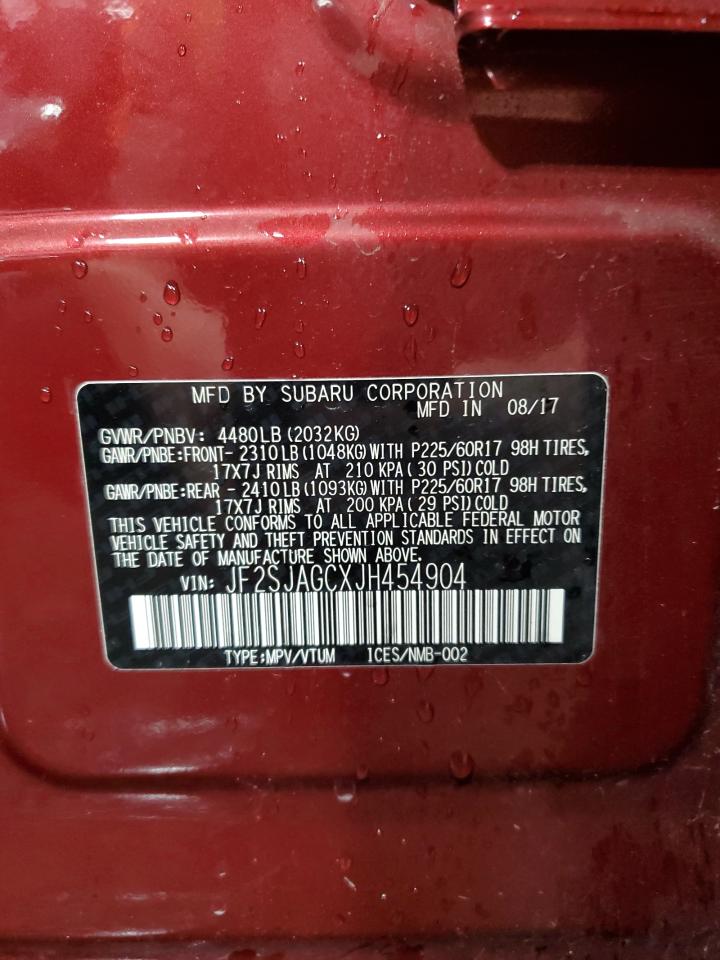 MFD BY SUBARU CORPORATION
MFD IN 08/17
GVWR/PNBV: 4480LB(2032KG)
GAWR/PNBE:FRONT- 2310LB(1048KG)WITH P225/60R17 98H TIRES,
17X7J RIMS AT 210 KPA( 30 PSI)COLD
GAWR/PNBE:REAR - 2410LB(1093KG)WITH P225/60R17 98H TIRES,
17X7J RIMS AT 200 KPA( 29 PSI)COLD
THIS VEHICLE CONFORMS TO ALL APPLICABLE FEDERAL MOTOR
VEHICLE SAFETY AND THEFT PREVENTION STANDARDS IN EFFECT ON
THE DATE OF MANUFACTURE SHOWN ABOVE.
VIN: JF2SJAGCXJH454904
TYPE:MPV/VTUM ICES/NMB-002